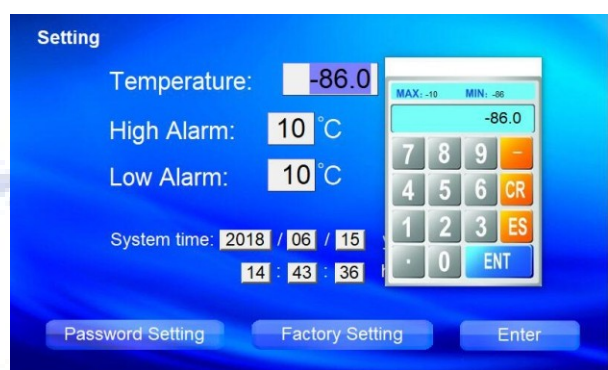 Setting
Temperature: -86.0
High Alarm: 10 °C
Low Alarm: 10 °C
System time: 2018 / 06 / 15
14 : 43 : 36
MAX: -10 MIN: -86
-86.0
7 8 9 -
4 5 6 CR
1 2 3 ES
. 0 ENT
Password Setting Factory Setting Enter